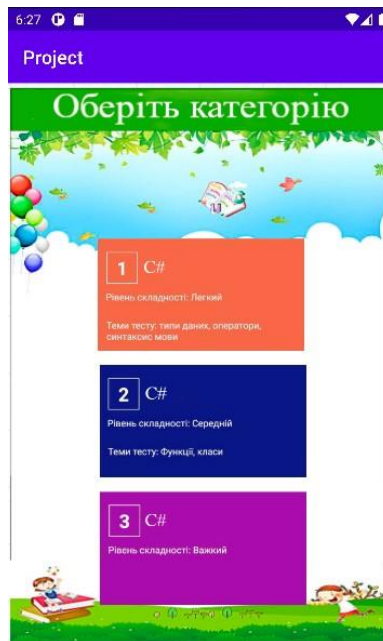 6:27
Project
Оберіть категорію
1 C#
Рівень складності: Легкий
Теми тесту: типи даних, оператори,
синтаксис мови
2 C#
Рівень складності: Середній
Теми тесту: Функції, класи
3 C#
Рівень складності: Важкий